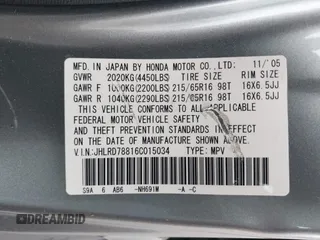 MFD. IN JAPAN BY HONDA MOTOR CO.,LTD. 11/'05
GVWR 2020KG(4450LBS) TIRE SIZE RIM SIZE
GAWR F 1000KG(2200LBS) 215/65R16 98T 16X6.5JJ
GAWR R 1040KG(2290LBS) 215/65R16 98T 16X6.5JJ
THIS VEHICLE CONFORMS TO ALL APPLICABLE
FEDERAL MOTOR VEHICLE SAFETY AND THEFT
PREVENTION STANDARDS IN EFFECT ON THE
DATE OF MANUFACTURE SHOWN ABOVE.
V.I.N:JHLRD78816C015034 TYPE: MPV
S9A 6 AB6 -NH691M -A -C
DID.BIDFAX